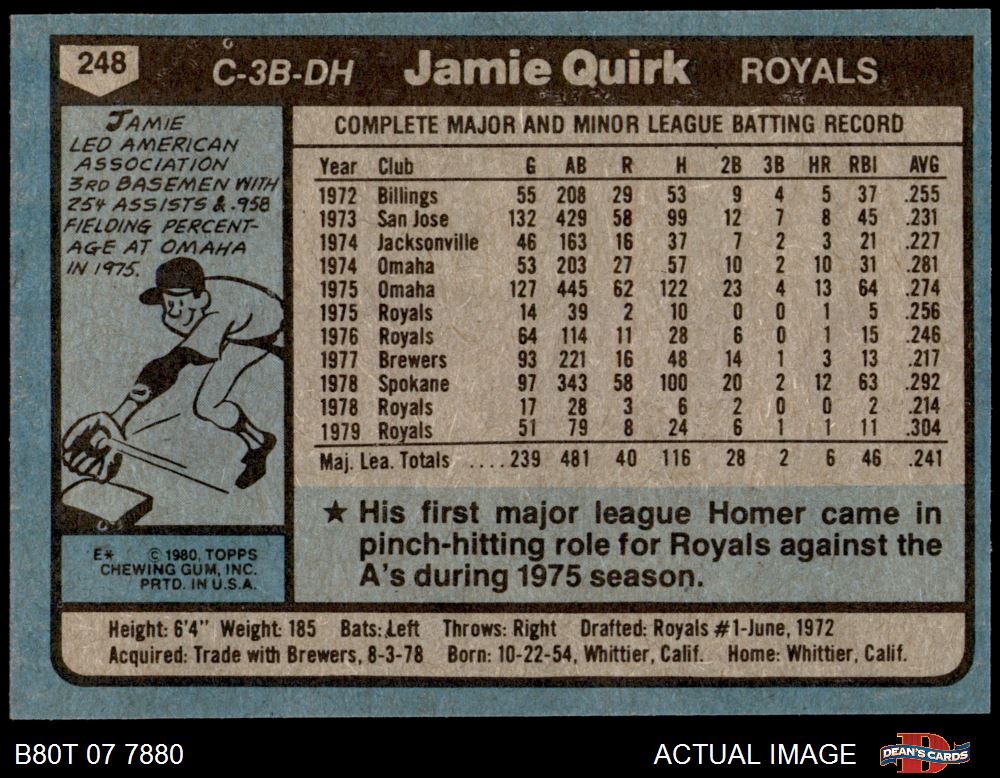 248 C-3B-DH Jamie Quirk ROYALS
JAMIE
LED AMERICAN
ASSOCIATION
3RD BASEMEN WITH
254 ASSISTS & .958
FIELDING PERCENT-
AGE AT OMAHA
IN 1975.
E* © 1980, TOPPS
CHEWING GUM, INC.
PRTD. IN U.S.A.
COMPLETE MAJOR AND MINOR LEAGUE BATTING RECORD
Year Club G AB R H 2B 3B HR RBI AVG
1972 Billings 55 208 29 53 9 4 5 37 .255
1973 San Jose 132 429 58 99 12 7 8 45 .231
1974 Jacksonville 46 163 16 37 7 2 3 21 .227
1974 Omaha 53 203 27 57 10 2 10 31 .281
1975 Omaha 127 445 62 122 23 4 13 64 .274
1975 Royals 14 39 2 10 0 0 1 5 .256
1976 Royals 64 114 11 28 6 0 1 15 .246
1977 Brewers 93 221 16 48 14 1 3 13 .217
1978 Spokane 97 343 58 100 20 2 12 63 .292
1978 Royals 17 28 3 6 2 0 0 2 .214
1979 Royals 51 79 8 24 6 1 1 11 .304
Maj. Lea. Totals ....239 481 40 116 28 2 6 46 .241
★ His first major league Homer came in
pinch-hitting role for Royals against the
A's during 1975 season.
Height: 6'4" Weight: 185 Bats: Left Throws: Right Drafted: Royals #1-June, 1972
Acquired: Trade with Brewers, 8-3-78 Born: 10-22-54, Whittier, Calif. Home: Whittier, Calif.
B80T 07 7880 ACTUAL IMAGE DEAN'S CARDS